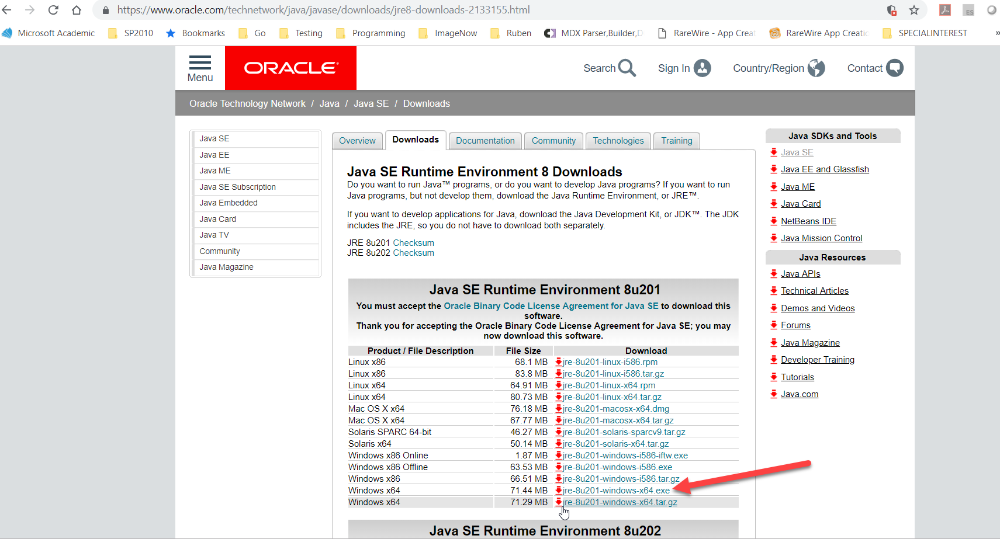 https://www.oracle.com/technetwork/java/javase/downloads/jre8-downloads-2133155.html
ES
Microsoft Academic
SP2010
Bookmarks
Go
Testing
Programming
ImageNow
Ruben
MDX Parser,Builder,D
RareWire - App Creat
RareWire App Creatio
SPECIALINTEREST
»
Menu
ORACLE
Search
Sign In
Country/Region
Contact
Oracle Technology Network / Java / Java SE / Downloads
Java SE
Java EE
Java ME
Java SE Subscription
Java Embedded
Java Card
Java TV
Community
Java Magazine
Overview
Downloads
Documentation
Community
Technologies
Training
Java SE Runtime Environment 8 Downloads
Do you want to run Java™ programs, or do you want to develop Java programs? If you want to run
Java programs, but not develop them, download the Java Runtime Environment, or JRE™.
If you want to develop applications for Java, download the Java Development Kit, or JDK™. The JDK
includes the JRE, so you do not have to download both separately.
JRE 8u201 Checksum
JRE 8u202 Checksum
Java SE Runtime Environment 8u201
You must accept the Oracle Binary Code License Agreement for Java SE to download this
software.
Thank you for accepting the Oracle Binary Code License Agreement for Java SE; you may
now download this software.
Product / File Description File Size Download
Linux x86 68.1 MB jre-8u201-linux-i586.rpm
Linux x86 83.8 MB jre-8u201-linux-i586.tar.gz
Linux x64 64.91 MB jre-8u201-linux-x64.rpm
Linux x64 80.73 MB jre-8u201-linux-x64.tar.gz
Mac OS X x64 76.18 MB jre-8u201-macosx-x64.dmg
Mac OS X x64 67.77 MB jre-8u201-macosx-x64.tar.gz
Solaris SPARC 64-bit 46.27 MB jre-8u201-solaris-sparcv9.tar.gz
Solaris x64 50.14 MB jre-8u201-solaris-x64.tar.gz
Windows x86 Online 1.87 MB jre-8u201-windows-i586-iftw.exe
Windows x86 Offline 63.53 MB jre-8u201-windows-i586.exe
Windows x86 66.51 MB jre-8u201-windows-i586.tar.gz
Windows x64 71.44 MB jre-8u201-windows-x64.exe
Windows x64 71.29 MB jre-8u201-windows-x64.tar.gz
Java SE Runtime Environment 8u202
Java SDKs and Tools
Java SE
Java EE and Glassfish
Java ME
Java Card
NetBeans IDE
Java Mission Control
Java Resources
Java APIs
Technical Articles
Demos and Videos
Forums
Java Magazine
Developer Training
Tutorials
Java.com